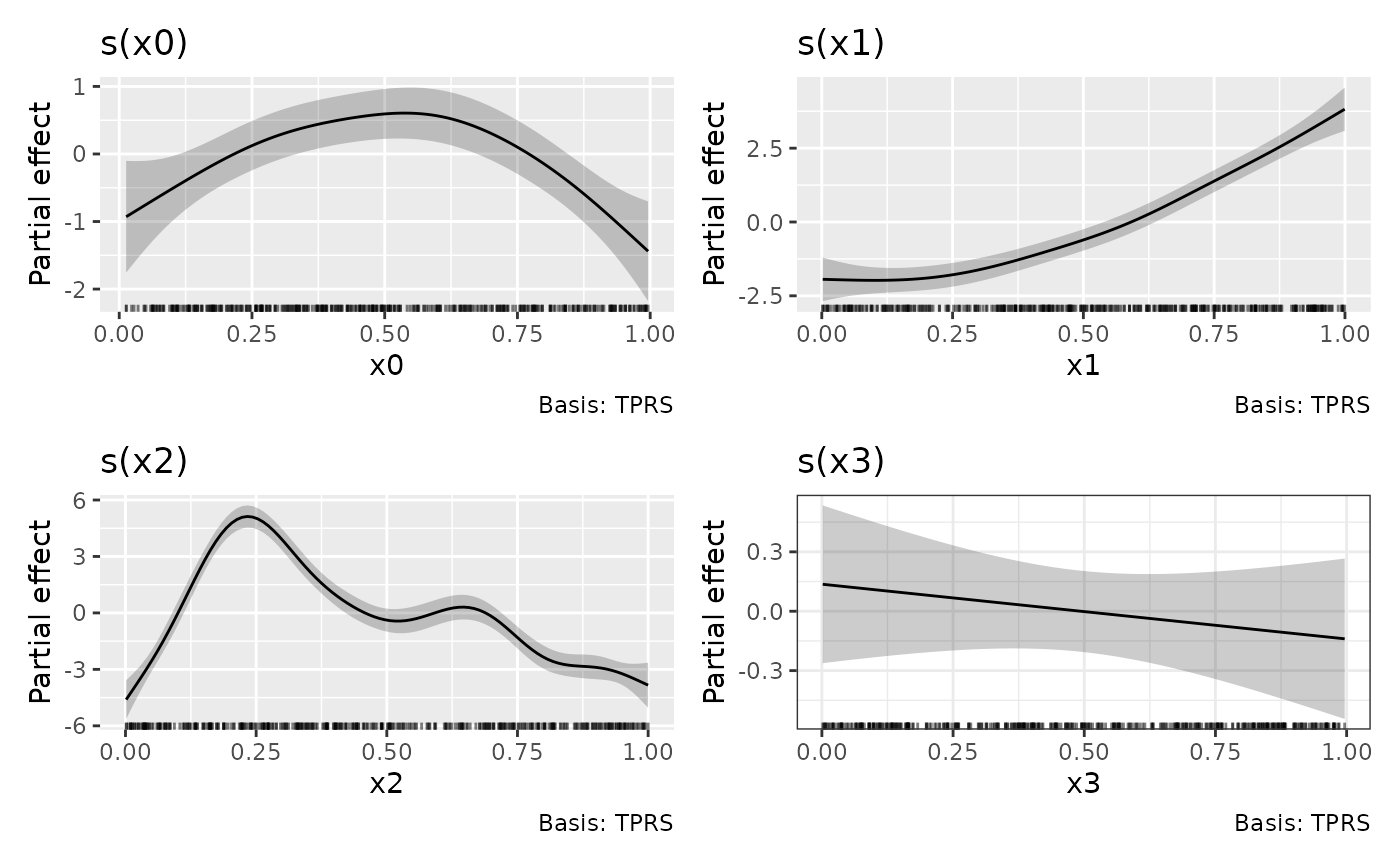 s(x0)
Partial effect
1
0
-1
-2
0.00 0.25 0.50 0.75 1.00
x0
Basis: TPRS
s(x1)
Partial effect
2.5
0.0
-2.5
0.00 0.25 0.50 0.75 1.00
x1
Basis: TPRS
s(x2)
Partial effect
6
3
0
-3
-6
0.00 0.25 0.50 0.75 1.00
x2
Basis: TPRS
s(x3)
Partial effect
0.3
0.0
-0.3
0.00 0.25 0.50 0.75 1.00
x3
Basis: TPRS